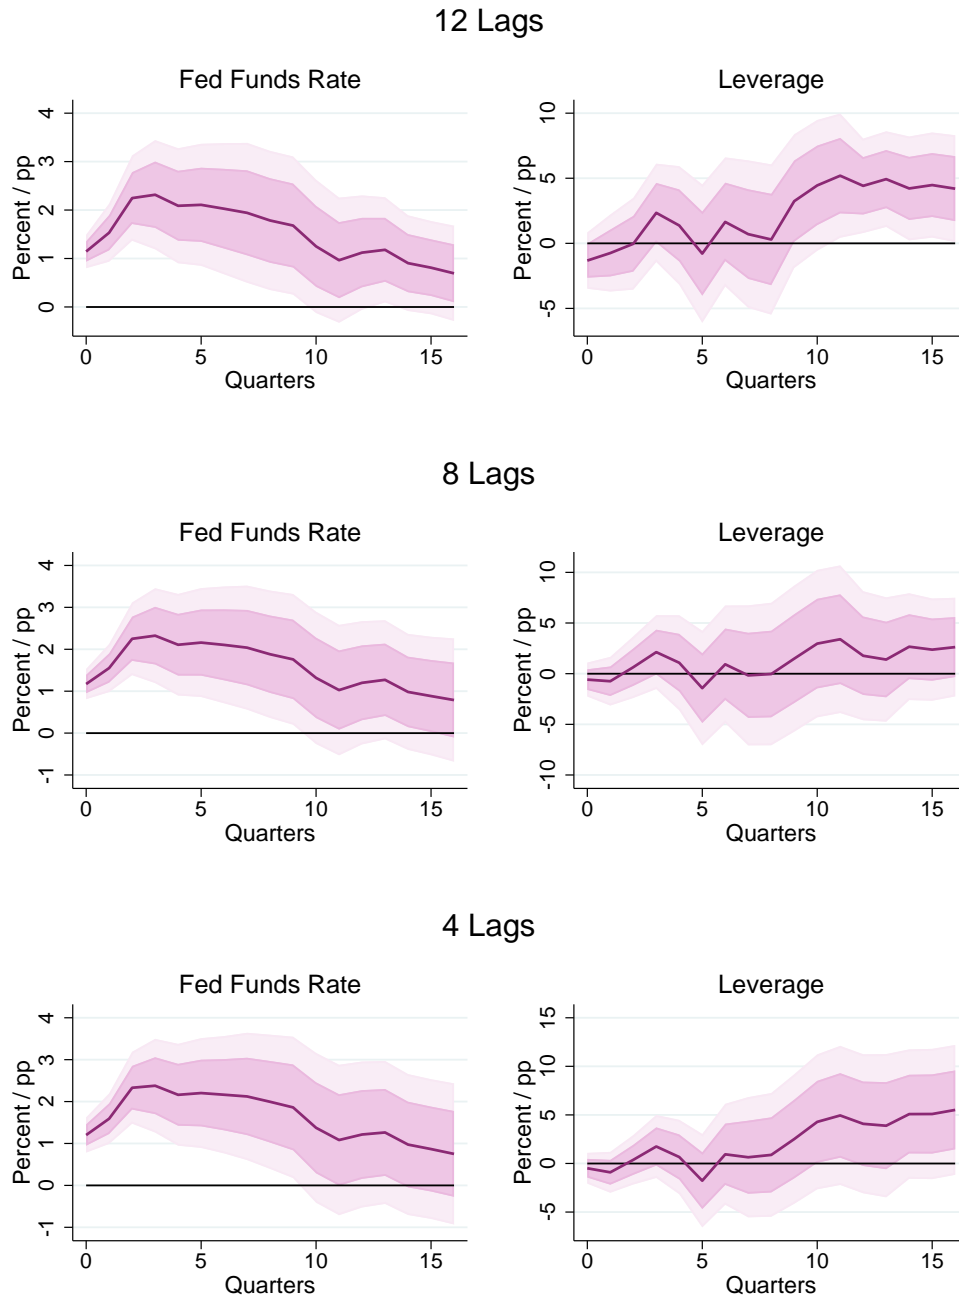 12 Lags
Fed Funds Rate
Percent / pp
4
3
2
1
0
0 5 10 15
Quarters
Leverage
Percent / pp
10
5
0
-5
0 5 10 15
Quarters
8 Lags
Fed Funds Rate
Percent / pp
4
3
2
1
0
-1
0 5 10 15
Quarters
Leverage
Percent / pp
10
5
0
-5
-10
0 5 10 15
Quarters
4 Lags
Fed Funds Rate
Percent / pp
4
3
2
1
0
-1
0 5 10 15
Quarters
Leverage
Percent / pp
15
10
5
0
-5
0 5 10 15
Quarters